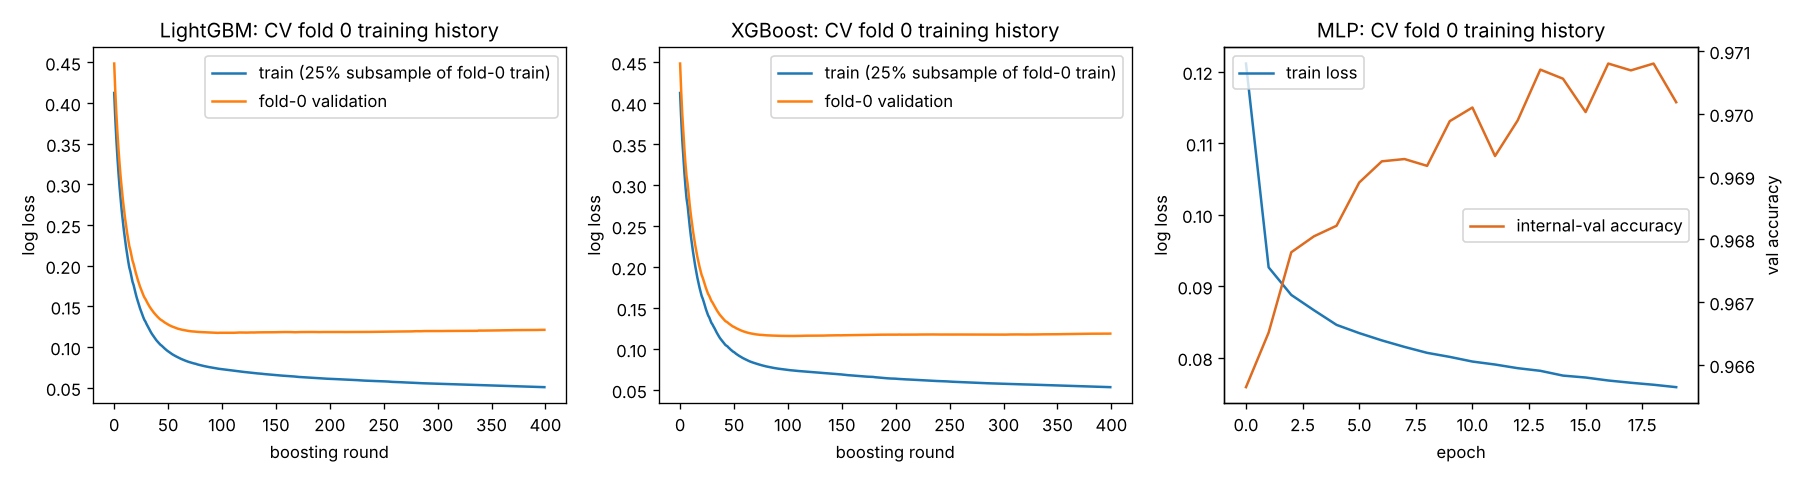 LightGBM: CV fold 0 training history
train (25% subsample of fold-0 train)
fold-0 validation
log loss
0.45
0.40
0.35
0.30
0.25
0.20
0.15
0.10
0.05
0 50 100 150 200 250 300 350 400
boosting round
XGBoost: CV fold 0 training history
train (25% subsample of fold-0 train)
fold-0 validation
log loss
0.45
0.40
0.35
0.30
0.25
0.20
0.15
0.10
0.05
0 50 100 150 200 250 300 350 400
boosting round
MLP: CV fold 0 training history
train loss
internal-val accuracy
log loss
0.12
0.11
0.10
0.09
0.08
0.0 2.5 5.0 7.5 10.0 12.5 15.0 17.5
epoch
0.971
0.970
0.969
0.968
0.967
0.966
val accuracy